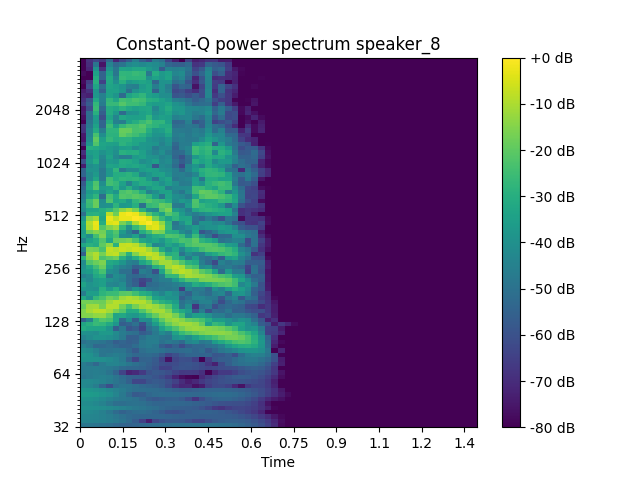 Constant-Q power spectrum speaker_8
Hz
2048
1024
512
256
128
64
32
0
0.15
0.3
0.45
0.6
0.75
0.9
1.1
1.2
1.4
Time
+0 dB
-10 dB
-20 dB
-30 dB
-40 dB
-50 dB
-60 dB
-70 dB
-80 dB